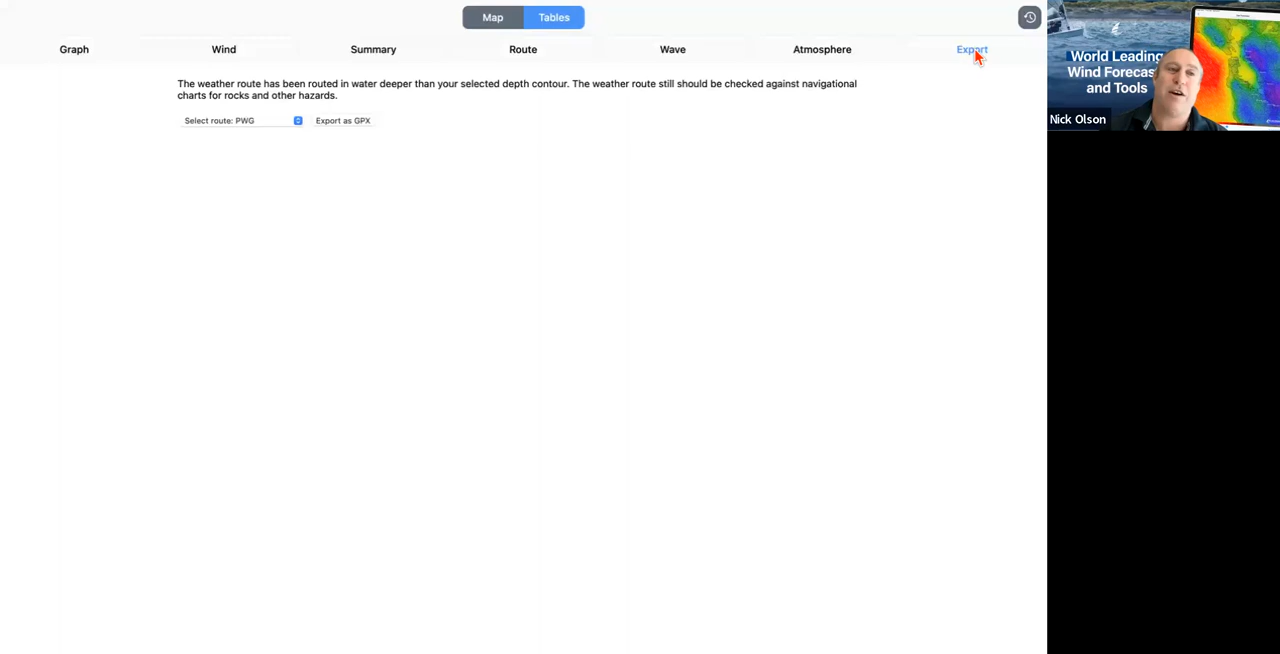 Map Tables
Graph Wind Summary Route Wave Atmosphere Export
The weather route has been routed in water deeper than your selected depth contour. The weather route still should be checked against navigational
charts for rocks and other hazards.
Select route: PWG Export as GPX
World Leading
Wind Forecas
and Tools
Nick Olson